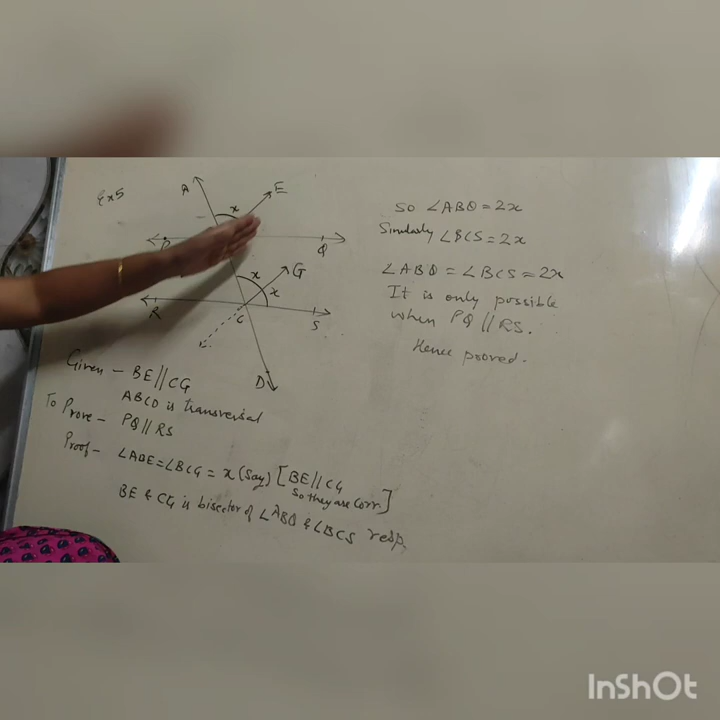 Ex5
A
E
x
P
Q
x
G
x
R
C
S
D
Given - BE || CG
ABCD is transversal
To Prove - PQ || RS
Proof - ∠ABE = ∠BCG = x (Say) [BE || CG
So they are Corr.]
BE & CG is bisector of ∠ABQ & ∠BCS resp.
So ∠ABQ = 2x
Similarly ∠BCS = 2x
∠ABQ = ∠BCS = 2x
It is only possible
when PQ || RS.
Hence proved.
InShOt